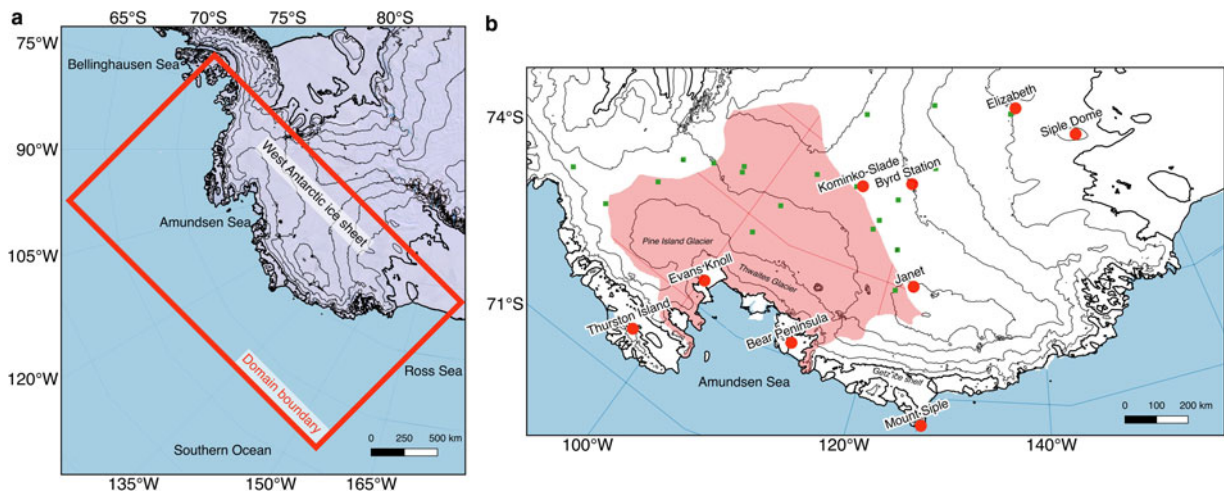 a
65°S 70°S 75°S 80°S
75°W
90°W
105°W
120°W
Bellinghausen Sea
West Antarctic ice sheet
Amundsen Sea
Domain boundary
Ross Sea
Southern Ocean
0 250 500 km
135°W 150°W 165°W
b
74°S
71°S
Elizabeth
Siple Dome
Kominko-Slade
Byrd Station
Pine Island Glacier
Evans Knoll
Thwaites Glacier
Janet
Thurston Island
Bear Peninsula
Amundsen Sea
Getz Ice shelf
Mount Siple
0 100 200 km
100°W 120°W 140°W